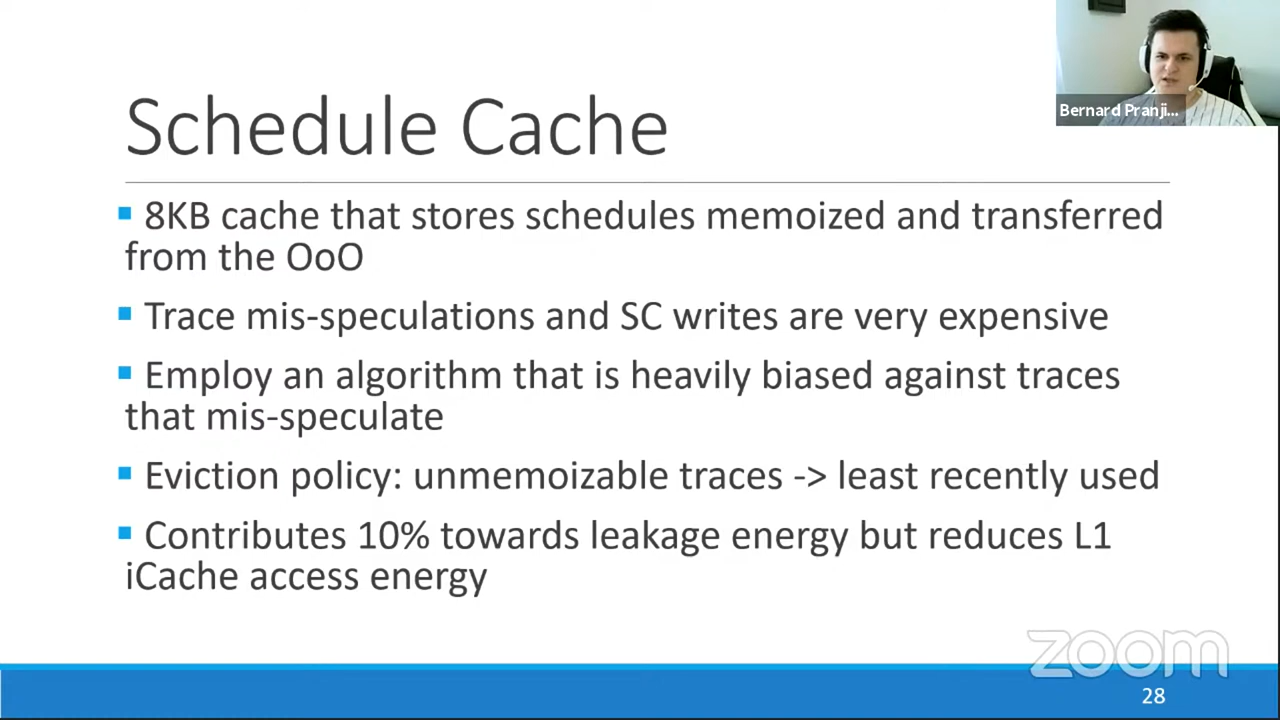 Bernard Pranji...
Schedule Cache
▪ 8KB cache that stores schedules memoized and transferred
from the OoO
▪ Trace mis-speculations and SC writes are very expensive
▪ Employ an algorithm that is heavily biased against traces
that mis-speculate
▪ Eviction policy: unmemoizable traces -> least recently used
▪ Contributes 10% towards leakage energy but reduces L1
iCache access energy
zoom
28